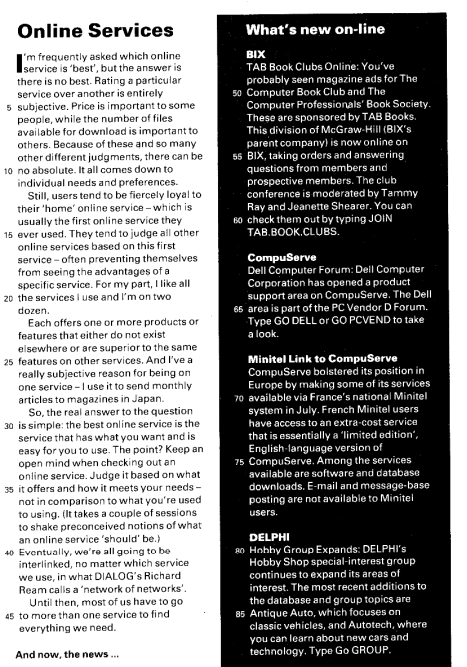 Online Services
I'm frequently asked which online
service is 'best', but the answer is
there is no best. Rating a particular
service over another is entirely
5 subjective. Price is important to some
people, while the number of files
available for download is important to
others. Because of these and so many
other different judgments, there can be
10 no absolute. It all comes down to
individual needs and preferences.
Still, users tend to be fiercely loyal to
their 'home' online service – which is
usually the first online service they
15 ever used. They tend to judge all other
online services based on this first
service – often preventing themselves
from seeing the advantages of a
specific service. For my part, I like all
20 the services I use and I'm on two
dozen.
Each offers one or more products or
features that either do not exist
elsewhere or are superior to the same
25 features on other services. And I've a
really subjective reason for being on
one service – I use it to send monthly
articles to magazines in Japan.
So, the real answer to the question
30 is simple: the best online service is the
service that has what you want and is
easy for you to use. The point? Keep an
open mind when checking out an
online service. Judge it based on what
35 it offers and how it meets your needs –
not in comparison to what you're used
to using. (It takes a couple of sessions
to shake preconceived notions of what
an online service 'should' be.)
40 Eventually, we're all going to be
interlinked, no matter which service
we use, in what DIALOG's Richard
Ream calls a 'network of networks'.
Until then, most of us have to go
45 to more than one service to find
everything we need.
And now, the news ...
What's new on-line
BIX
TAB Book Clubs Online: You've
probably seen magazine ads for The
50 Computer Book Club and The
Computer Professionals' Book Society.
These are sponsored by TAB Books.
This division of McGraw-Hill (BIX's
parent company) is now online on
55 BIX, taking orders and answering
questions from members and
prospective members. The club
conference is moderated by Tammy
Ray and Jeanette Shearer. You can
60 check them out by typing JOIN
TAB.BOOK.CLUBS.
CompuServe
Dell Computer Forum: Dell Computer
Corporation has opened a product
support area on CompuServe. The Dell
65 area is part of the PC Vendor D Forum.
Type GO DELL or GO PCVEND to take
a look.
Minitel Link to CompuServe
CompuServe bolstered its position in
Europe by making some of its services
70 available via France's national Minitel
system in July. French Minitel users
have access to an extra-cost service
that is essentially a 'limited edition',
English-language version of
75 CompuServe. Among the services
available are software and database
downloads. E-mail and message-base
posting are not available to Minitel
users.
DELPHI
80 Hobby Group Expands: DELPHI's
Hobby Shop special-interest group
continues to expand its areas of
interest. The most recent additions to
the database and group topics are
85 Antique Auto, which focuses on
classic vehicles, and Autotech, where
you can learn about new cars and
technology. Type Go GROUP.